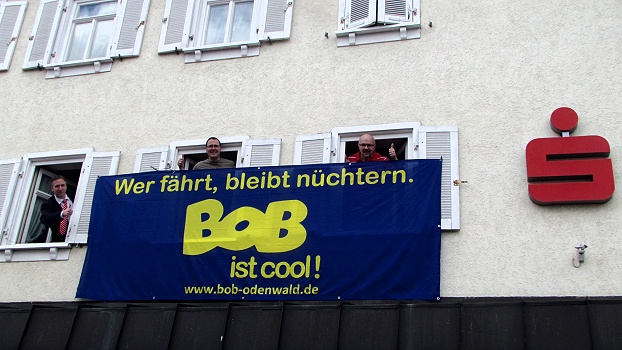 Wer fährt, bleibt nüchtern.
BOB
ist cool!
www.bob-odenwald.de